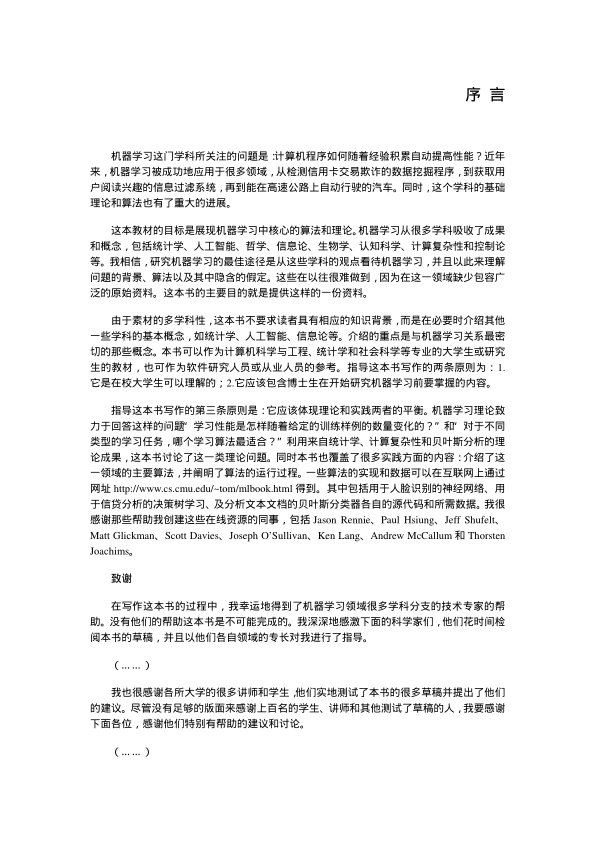 序 言
机器学习这门学科所关注的问题是：计算机程序如何随着经验积累自动提高性能？近年
来，机器学习被成功地应用于很多领域，从检测信用卡交易欺诈的数据挖掘程序，到获取用
户阅读兴趣的信息过滤系统，再到能在高速公路上自动行驶的汽车。同时，这个学科的基础
理论和算法也有了重大的进展。
这本教材的目标是展现机器学习中核心的算法和理论。机器学习从很多学科吸收了成果
和概念，包括统计学、人工智能、哲学、信息论、生物学、认知科学、计算复杂性和控制论
等。我相信，研究机器学习的最佳途径是从这些学科的观点看待机器学习，并且以此来理解
问题的背景、算法以及其中隐含的假定。这些在以往很难做到，因为在这一领域缺少包容广
泛的原始资料。这本书的主要目的就是提供这样的一份资料。
由于素材的多学科性，这本书不要求读者具有相应的知识背景，而是在必要时介绍其他
一些学科的基本概念，如统计学、人工智能、信息论等。介绍的重点是与机器学习关系最密
切的那些概念。本书可以作为计算机科学与工程、统计学和社会科学等专业的大学生或研究
生的教材，也可作为软件研究人员或从业人员的参考。指导这本书写作的两条原则为：1.
它是在校大学生可以理解的；2.它应该包含博士生在开始研究机器学习前要掌握的内容。
指导这本书写作的第三条原则是：它应该体现理论和实践两者的平衡。机器学习理论致
力于回答这样的问题“学习性能是怎样随着给定的训练样例的数量变化的？”和“对于不同
类型的学习任务，哪个学习算法最适合？”利用来自统计学、计算复杂性和贝叶斯分析的理
论成果，这本书讨论了这一类理论问题。同时本书也覆盖了很多实践方面的内容：介绍了这
一领域的主要算法，并阐明了算法的运行过程。一些算法的实现和数据可以在互联网上通过
网址 http://www.cs.cmu.edu/~tom/mlbook.html 得到。其中包括用于人脸识别的神经网络、用
于信贷分析的决策树学习、及分析文本文档的贝叶斯分类器各自的源代码和所需数据。我很
感谢那些帮助我创建这些在线资源的同事，包括 Jason Rennie、Paul Hsiung、Jeff Shufelt、
Matt Glickman、Scott Davies、Joseph O'Sullivan、Ken Lang、Andrew McCallum 和 Thorsten
Joachims。
致谢
在写作这本书的过程中，我幸运地得到了机器学习领域很多学科分支的技术专家的帮
助。没有他们的帮助这本书是不可能完成的。我深深地感激下面的科学家们，他们花时间检
阅本书的草稿，并且以他们各自领域的专长对我进行了指导。
（……）
我也很感谢各所大学的很多讲师和学生，他们实地测试了本书的很多草稿并提出了他们
的建议。尽管没有足够的版面来感谢上百名的学生、讲师和其他测试了草稿的人，我要感谢
下面各位，感谢他们特别有帮助的建议和讨论。
（……）